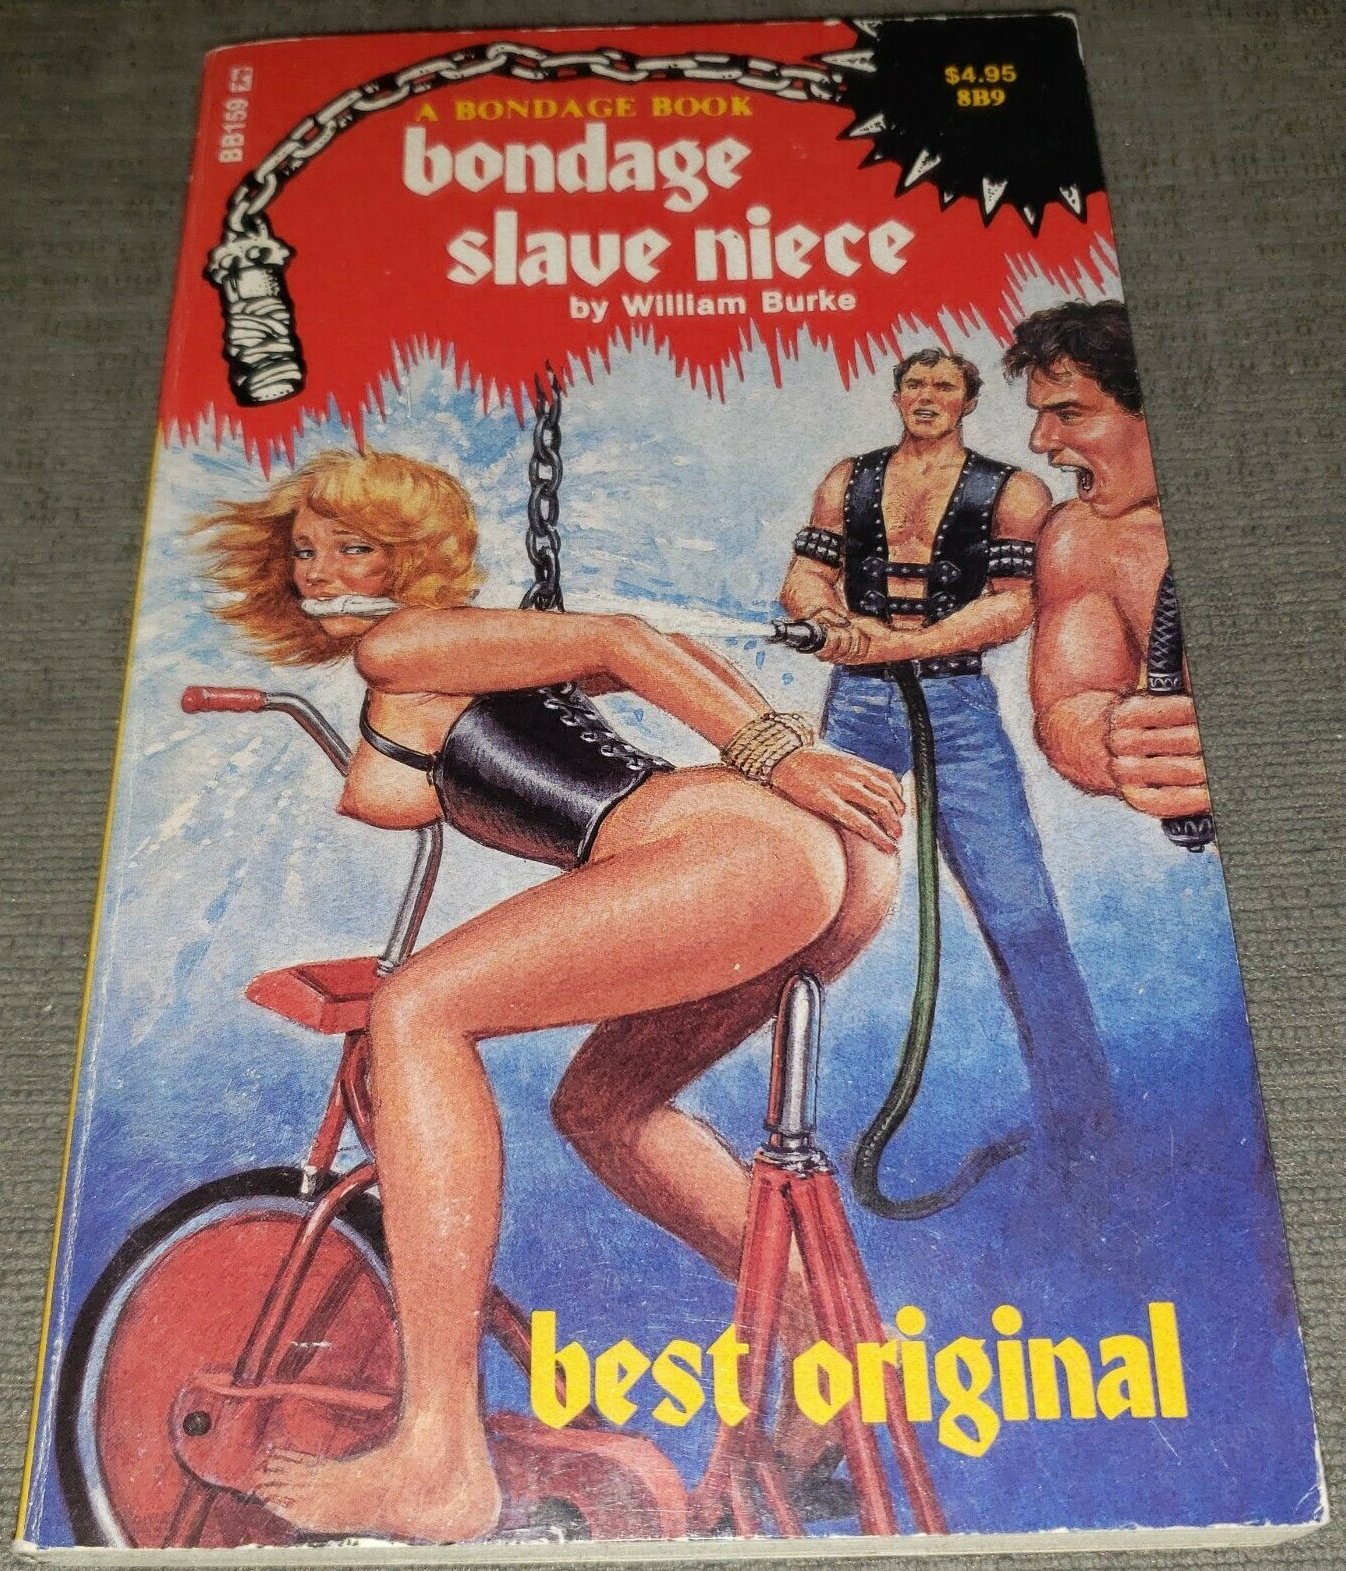 BB159
$4.95
8B9
A BONDAGE BOOK
bondage
slave niece
by William Burke
best original